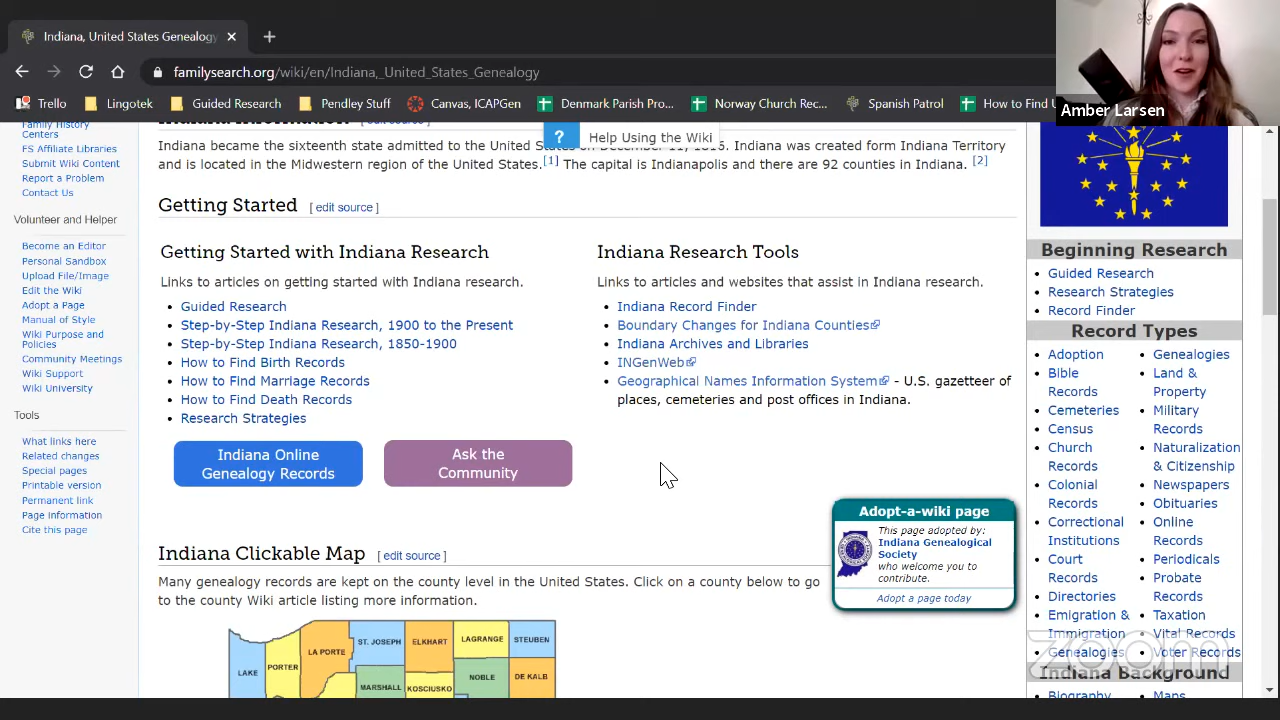 Indiana, United States Genealogy
familysearch.org/wiki/en/Indiana,_United_States_Genealogy
Trello
Lingotek
Guided Research
Pendley Stuff
Canvas, ICAPGen
Denmark Parish Pro...
Norway Church Rec...
Spanish Patrol
How to Find U
Amber Larsen
Family History
Centers
FS Affiliate Libraries
Submit Wiki Content
Report a Problem
Contact Us
Volunteer and Helper
Become an Editor
Personal Sandbox
Upload File/Image
Edit the Wiki
Adopt a Page
Manual of Style
Wiki Purpose and
Policies
Community Meetings
Wiki Support
Wiki University
Tools
What links here
Related changes
Special pages
Printable version
Permanent link
Page information
Cite this page
Indiana Information [ edit source ]
? Help Using the Wiki
Indiana became the sixteenth state admitted to the United States on December 11, 1816. Indiana was created form Indiana Territory
and is located in the Midwestern region of the United States.[1] The capital is Indianapolis and there are 92 counties in Indiana. [2]
Getting Started [ edit source ]
Getting Started with Indiana Research
Links to articles on getting started with Indiana research.
• Guided Research
• Step-by-Step Indiana Research, 1900 to the Present
• Step-by-Step Indiana Research, 1850-1900
• How to Find Birth Records
• How to Find Marriage Records
• How to Find Death Records
• Research Strategies
Indiana Online
Genealogy Records
Ask the
Community
Indiana Research Tools
Links to articles and websites that assist in Indiana research.
• Indiana Record Finder
• Boundary Changes for Indiana Counties
• Indiana Archives and Libraries
• INGenWeb
• Geographical Names Information System - U.S. gazetteer of
places, cemeteries and post offices in Indiana.
Adopt-a-wiki page
This page adopted by:
Indiana Genealogical
Society
who welcome you to
contribute.
Adopt a page today
Indiana Clickable Map [ edit source ]
Many genealogy records are kept on the county level in the United States. Click on a county below to go
to the county Wiki article listing more information.
LAKE
PORTER
LA PORTE
ST. JOSEPH
ELKHART
LAGRANGE
STEUBEN
MARSHALL
KOSCIUSKO
NOBLE
DE KALB
Beginning Research
• Guided Research
• Research Strategies
• Record Finder
Record Types
• Adoption
• Bible
Records
• Cemeteries
• Census
• Church
Records
• Colonial
Records
• Correctional
Institutions
• Court
Records
• Directories
• Emigration &
Immigration
• Genealogies
• Genealogies
• Land &
Property
• Military
Records
• Naturalization
& Citizenship
• Newspapers
• Obituaries
• Online
Records
• Periodicals
• Probate
Records
• Taxation
• Vital Records
• Voter Records
Indiana Background
• Biography
• Maps
zoom